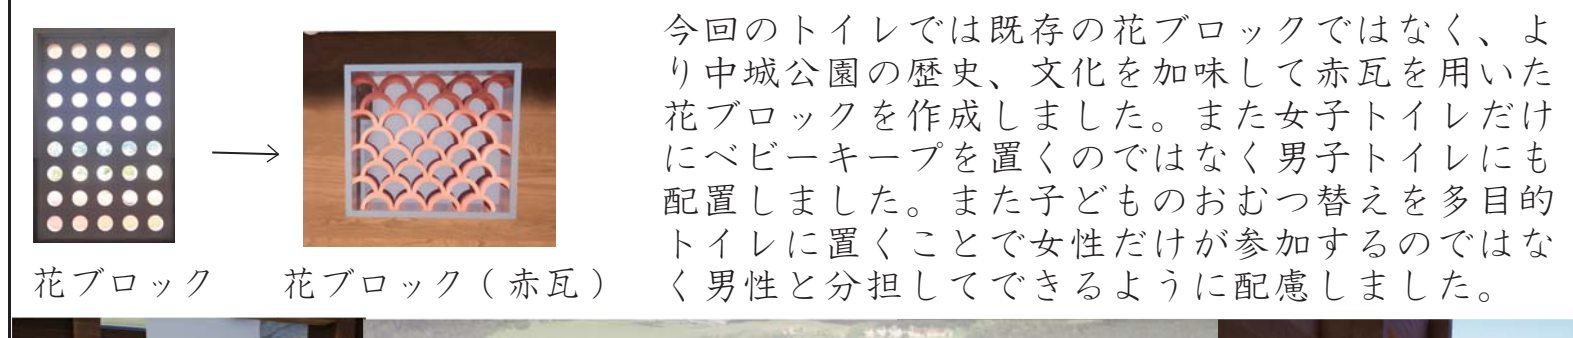 今回のトイレでは既存の花ブロックではなく、よ
り中城公園の歴史、文化を加味して赤瓦を用いた
花ブロックを作成しました。また女子トイレだけ
にベビーキープを置くのではなく男子トイレにも
配置しました。また子どものおむつ替えを多目的
トイレに置くことで女性だけが参加するのではな
く男性と分担してできるように配慮しました。
花ブロック
花ブロック(赤瓦)